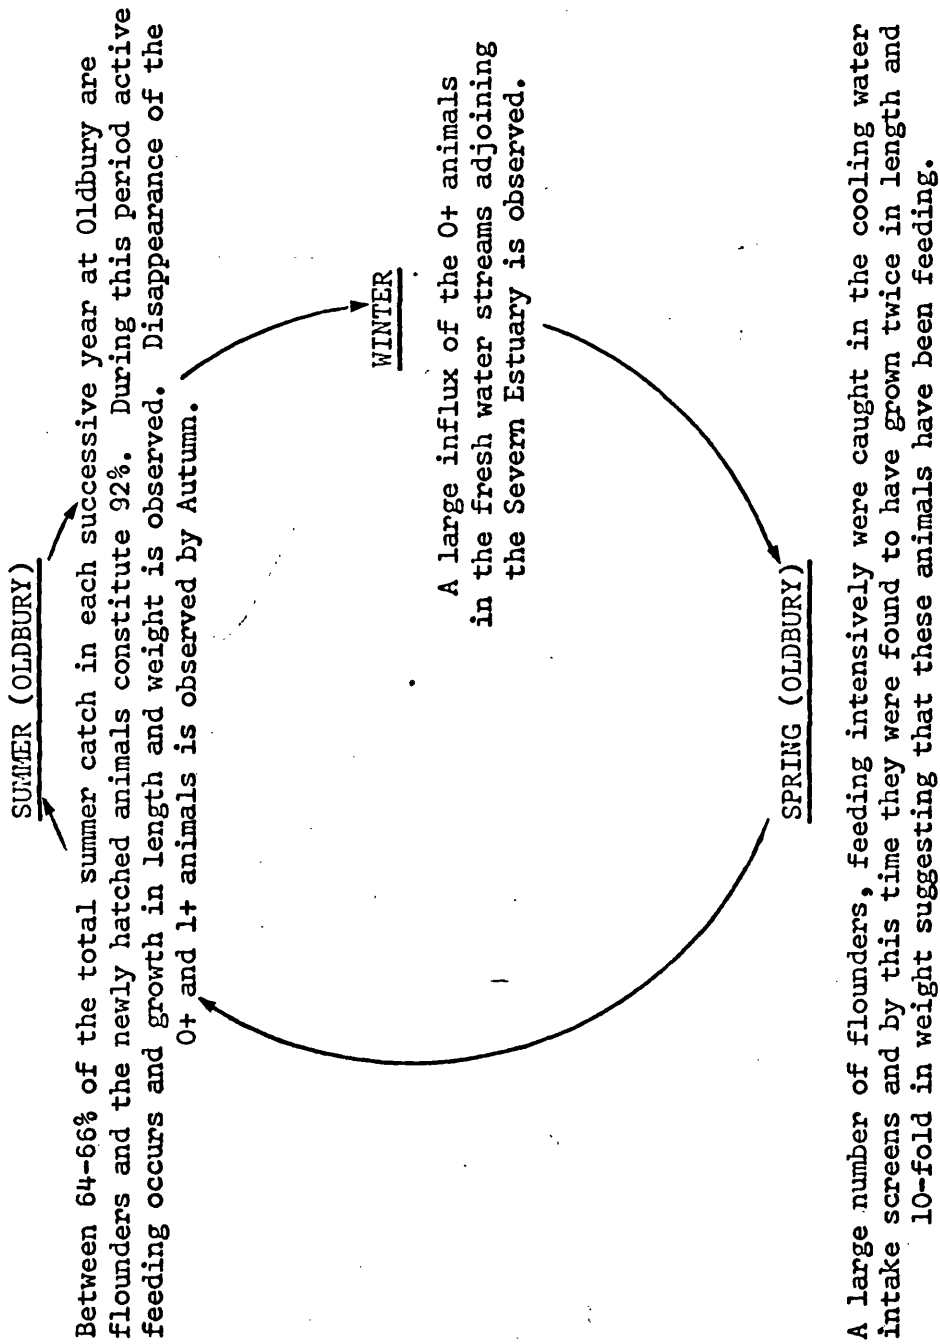 SUMMER (OLDBURY)
Between 64-66% of the total summer catch in each successive year at Oldbury are
flounders and the newly hatched animals constitute 92%. During this period active
feeding occurs and growth in length and weight is observed. Disappearance of the
0+ and 1+ animals is observed by Autumn.
WINTER
A large influx of the 0+ animals
in the fresh water streams adjoining
the Severn Estuary is observed.
SPRING (OLDBURY)
A large number of flounders, feeding intensively were caught in the cooling water
intake screens and by this time they were found to have grown twice in length and
10-fold in weight suggesting that these animals have been feeding.